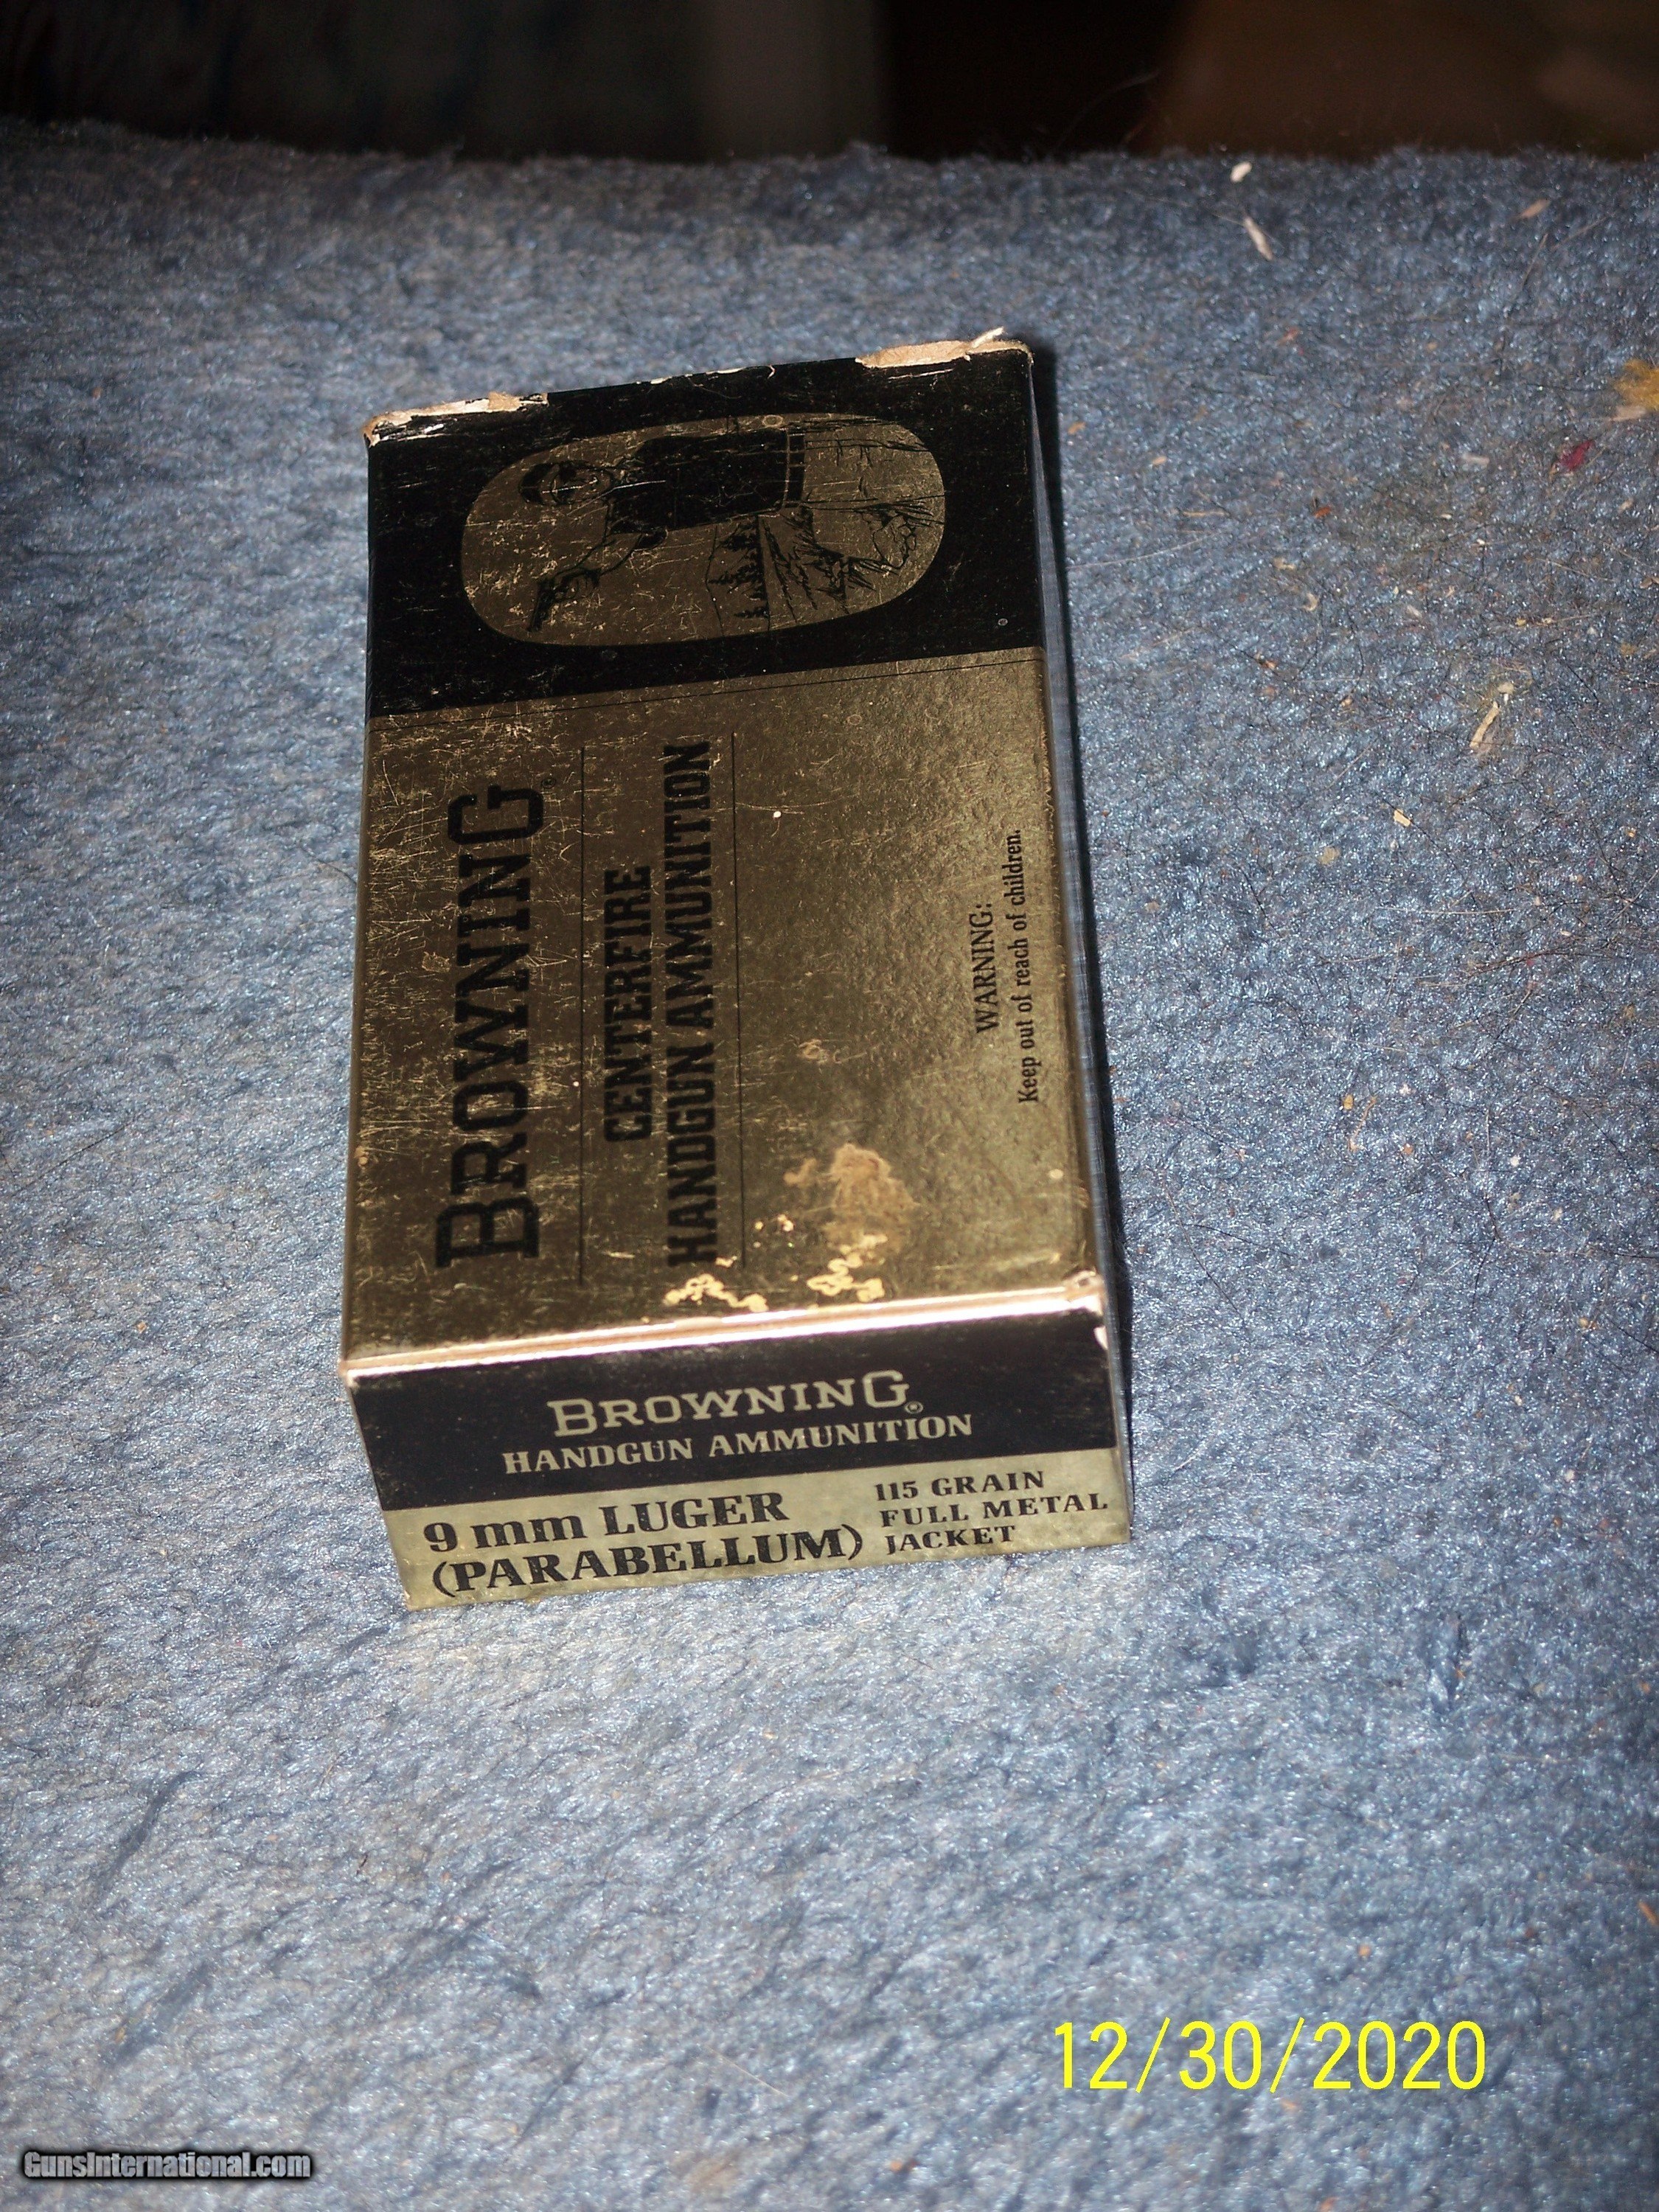 BROWNING®
CENTERFIRE
HANDGUN AMMUNITION
WARNING:
Keep out of reach of children.
BROWNING®
HANDGUN AMMUNITION
9 mm LUGER
(PARABELLUM)
115 GRAIN
FULL METAL
JACKET
12/30/2020
GunsInternational.com